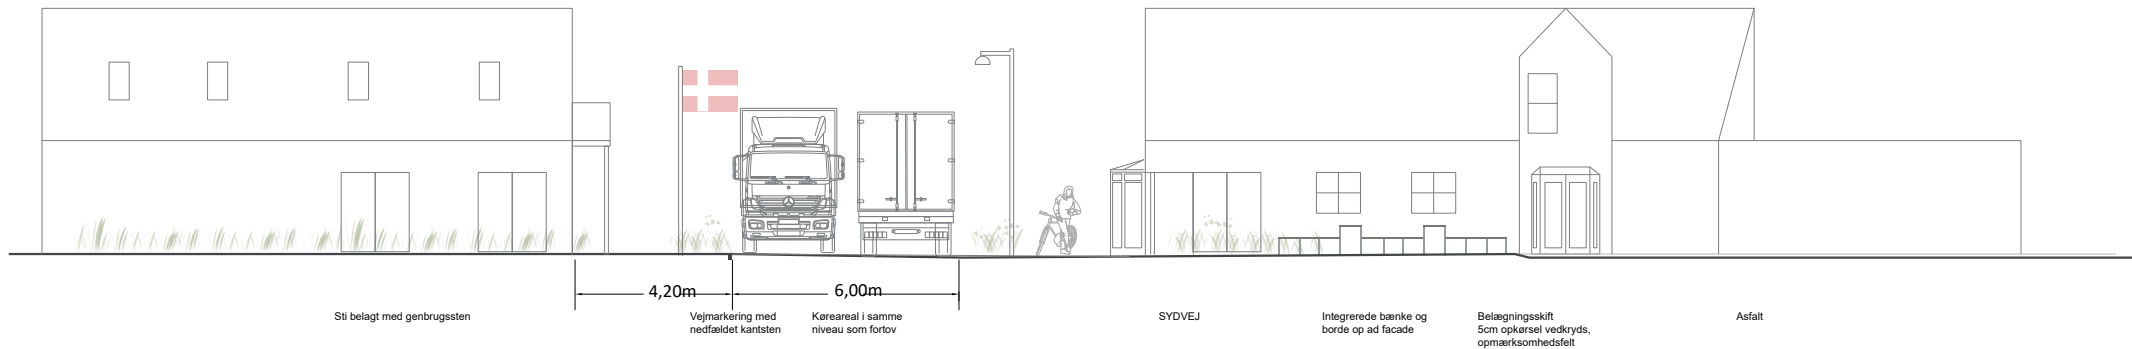 4,20m
6,00m
Sti belagt med genbrugssten
Vejmarkering med
nedfældet kantsten
Køreareal i samme
niveau som fortov
SYDVEJ
Integrerede bænke og
borde op ad facade
Belægningsskift
5cm opkørsel vedkryds,
opmærksomhedsfelt
Asfalt